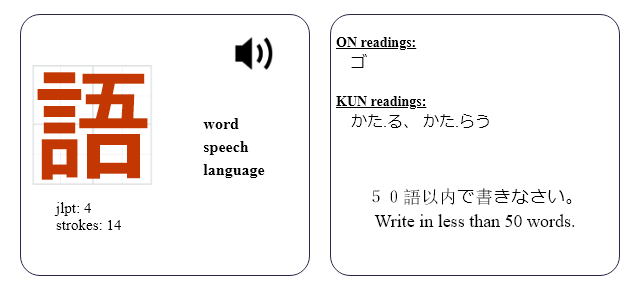 語
word
speech
language
jlpt: 4
strokes: 14
ON readings:
ゴ
KUN readings:
かた.る、 かた.らう
５０語以内で書きなさい。
Write in less than 50 words.